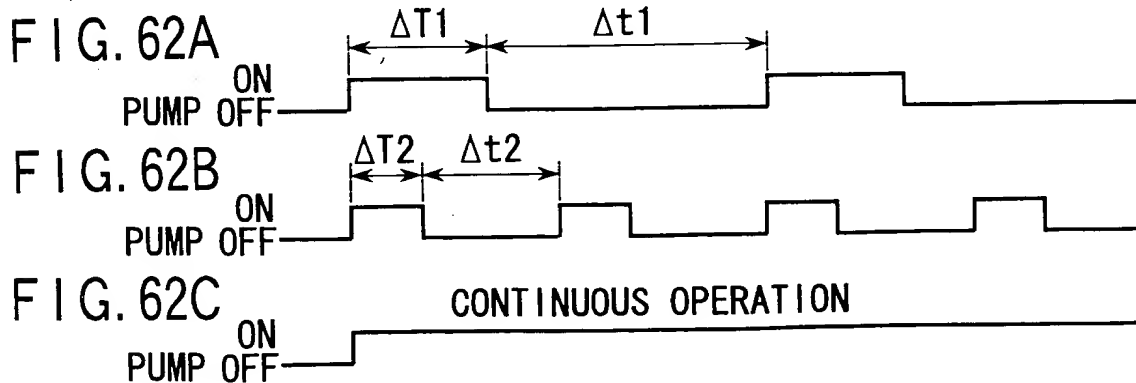 FIG. 62A
ΔT1 Δt1
ON
PUMP OFF
FIG. 62B
ΔT2 Δt2
ON
PUMP OFF
FIG. 62C
CONTINUOUS OPERATION
ON
PUMP OFF